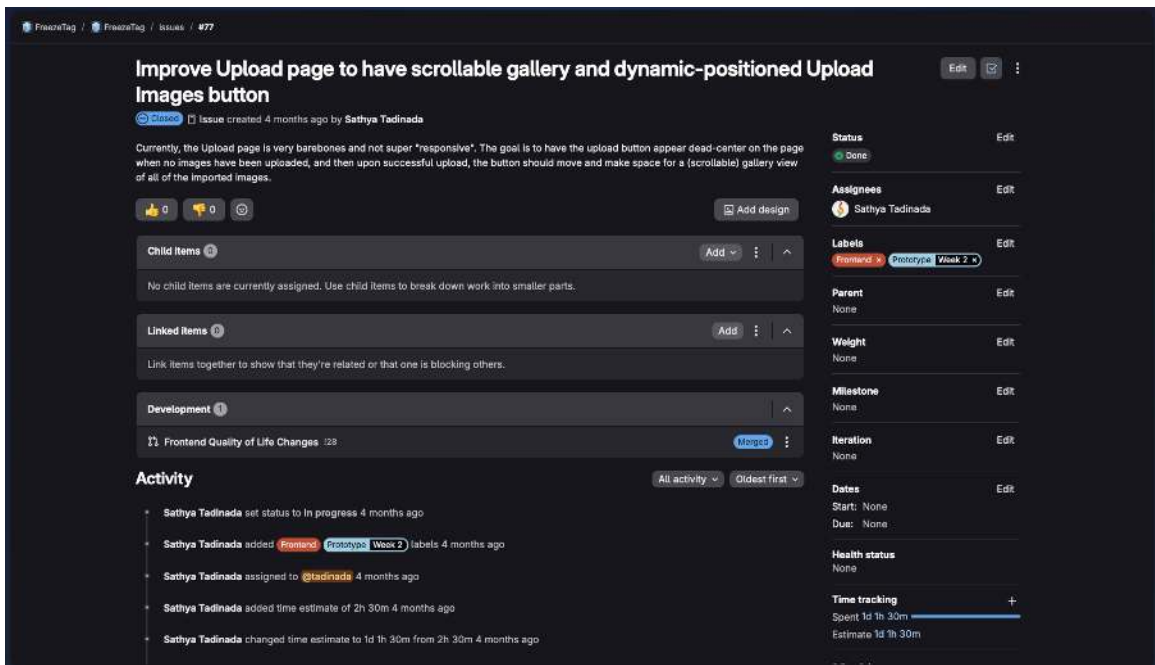 FreezeTag / FreezeTag / Issues / #77
Improve Upload page to have scrollable gallery and dynamic-positioned Upload
Images button
Edit
Closed Issue created 4 months ago by Sathya Tadinada
Currently, the Upload page is very barebones and not super "responsive". The goal is to have the upload button appear dead-center on the page
when no images have been uploaded, and then upon successful upload, the button should move and make space for a (scrollable) gallery view
of all of the imported images.
0 0
Add design
Child items 0
Add
No child items are currently assigned. Use child items to break down work into smaller parts.
Linked items 0
Add
Link items together to show that they're related or that one is blocking others.
Development 1
Frontend Quality of Life Changes !28
Merged
Activity
All activity Oldest first
Sathya Tadinada set status to In progress 4 months ago
Sathya Tadinada added Frontend Prototype Week 2 labels 4 months ago
Sathya Tadinada assigned to @tadinada 4 months ago
Sathya Tadinada added time estimate of 2h 30m 4 months ago
Sathya Tadinada changed time estimate to 1d 1h 30m from 2h 30m 4 months ago
Status Edit
Done
Assignees Edit
Sathya Tadinada
Labels Edit
Frontend × Prototype Week 2 ×
Parent Edit
None
Weight Edit
None
Milestone Edit
None
Iteration Edit
None
Dates Edit
Start: None
Due: None
Health status
None
Time tracking +
Spent 1d 1h 30m
Estimate 1d 1h 30m